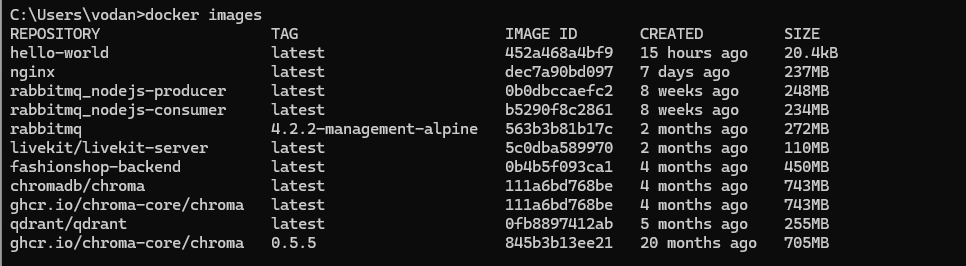 C:\Users\vodan>docker images
REPOSITORY TAG IMAGE ID CREATED SIZE
hello-world latest 452a468a4bf9 15 hours ago 20.4kB
nginx latest dec7a90bd097 7 days ago 237MB
rabbitmq_nodejs-producer latest 0b0dbccaefc2 8 weeks ago 248MB
rabbitmq_nodejs-consumer latest b5290f8c2861 8 weeks ago 234MB
rabbitmq 4.2.2-management-alpine 563b3b81b17c 2 months ago 272MB
livekit/livekit-server latest 5c0dba589970 2 months ago 110MB
fashionshop-backend latest 0b4b5f093ca1 4 months ago 450MB
chromadb/chroma latest 111a6bd768be 4 months ago 743MB
ghcr.io/chroma-core/chroma latest 111a6bd768be 4 months ago 743MB
qdrant/qdrant latest 0fb8897412ab 5 months ago 255MB
ghcr.io/chroma-core/chroma 0.5.5 845b3b13ee21 20 months ago 705MB